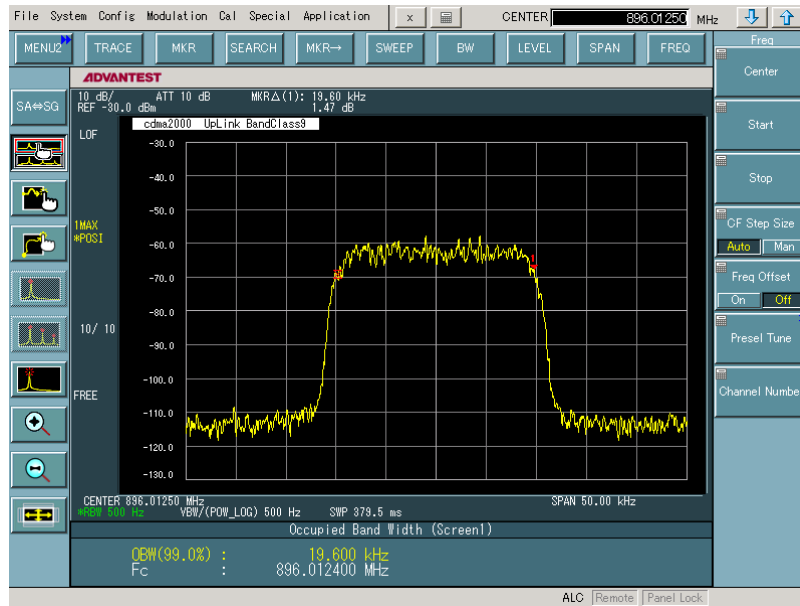 File System Config Modulation Cal Special Application x CENTER 896.01250 MHz
MENU2 TRACE MKR SEARCH MKR→ SWEEP BW LEVEL SPAN FREQ Freq
Center
ADVANTEST
10 dB/ ATT 10 dB MKRΔ(1): 19.60 kHz
REF -30.0 dBm 1.47 dB
SA⇔SG
cdma2000 UpLink BandClass9
LOF
Start
-30.0
-40.0
Stop
-50.0
1MAX
*POSI
CF Step Size
Auto Man
-60.0
1
-70.0
Freq Offset
On Off
-80.0
10/ 10
Presel Tune
-90.0
-100.0
FREE
Channel Numbe
-110.0
-120.0
-130.0
CENTER 896.01250 MHz SPAN 50.00 kHz
*RBW 500 Hz VBW/(POW_LOG) 500 Hz SWP 379.5 ms
Occupied Band Width (Screen1)
OBW(99.0%) : 19.600 kHz
Fc : 896.012400 MHz
ALC Remote Panel Lock